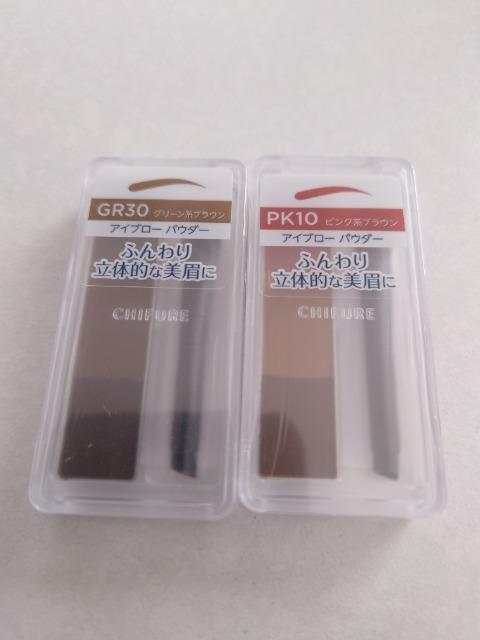 GR30 グリーン系ブラウン
アイブロー パウダー
ふんわり
立体的な美眉に
CHIFURE
PK10 ピンク系ブラウン
アイブロー パウダー
ふんわり
立体的な美眉に
CHIFURE